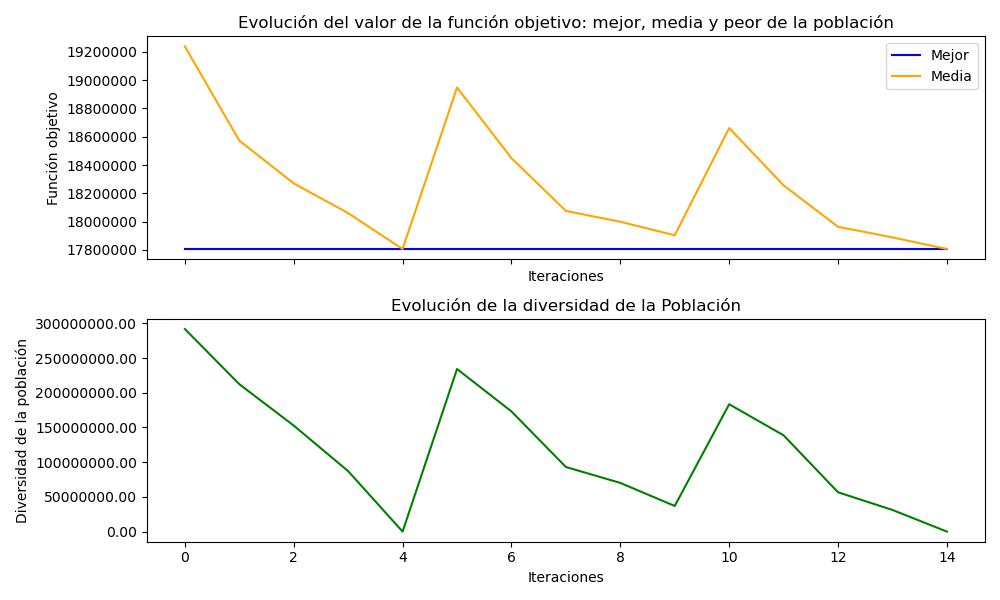 Evolución del valor de la función objetivo: mejor, media y peor de la población
Función objetivo
19200000
19000000
18800000
18600000
18400000
18200000
18000000
17800000
Mejor
Media
Iteraciones
Evolución de la diversidad de la Población
Diversidad de la población
300000000.00
250000000.00
200000000.00
150000000.00
100000000.00
50000000.00
0.00
0 2 4 6 8 10 12 14
Iteraciones